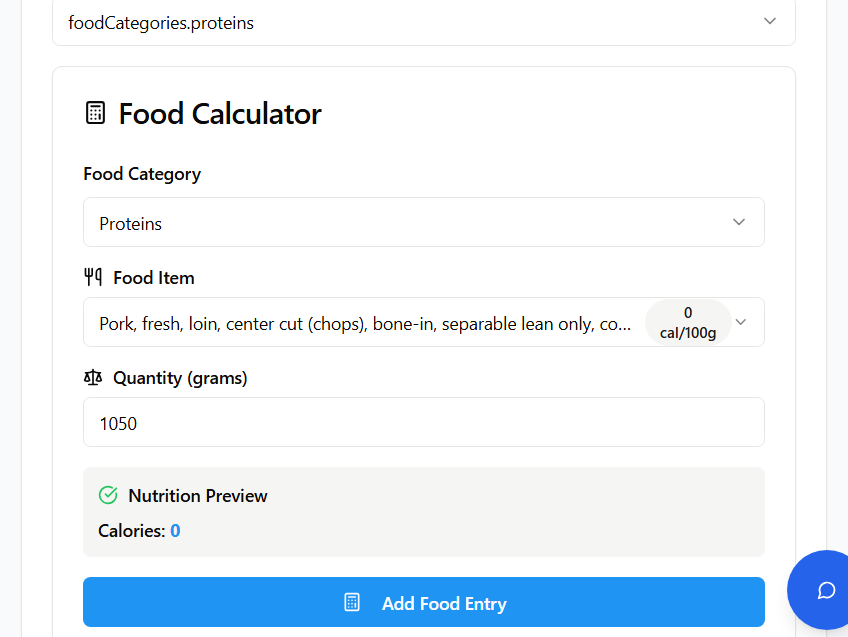 foodCategories.proteins
Food Calculator
Food Category
Proteins
Food Item
Pork, fresh, loin, center cut (chops), bone-in, separable lean only, co...
0
cal/100g
Quantity (grams)
1050
Nutrition Preview
Calories: 0
Add Food Entry